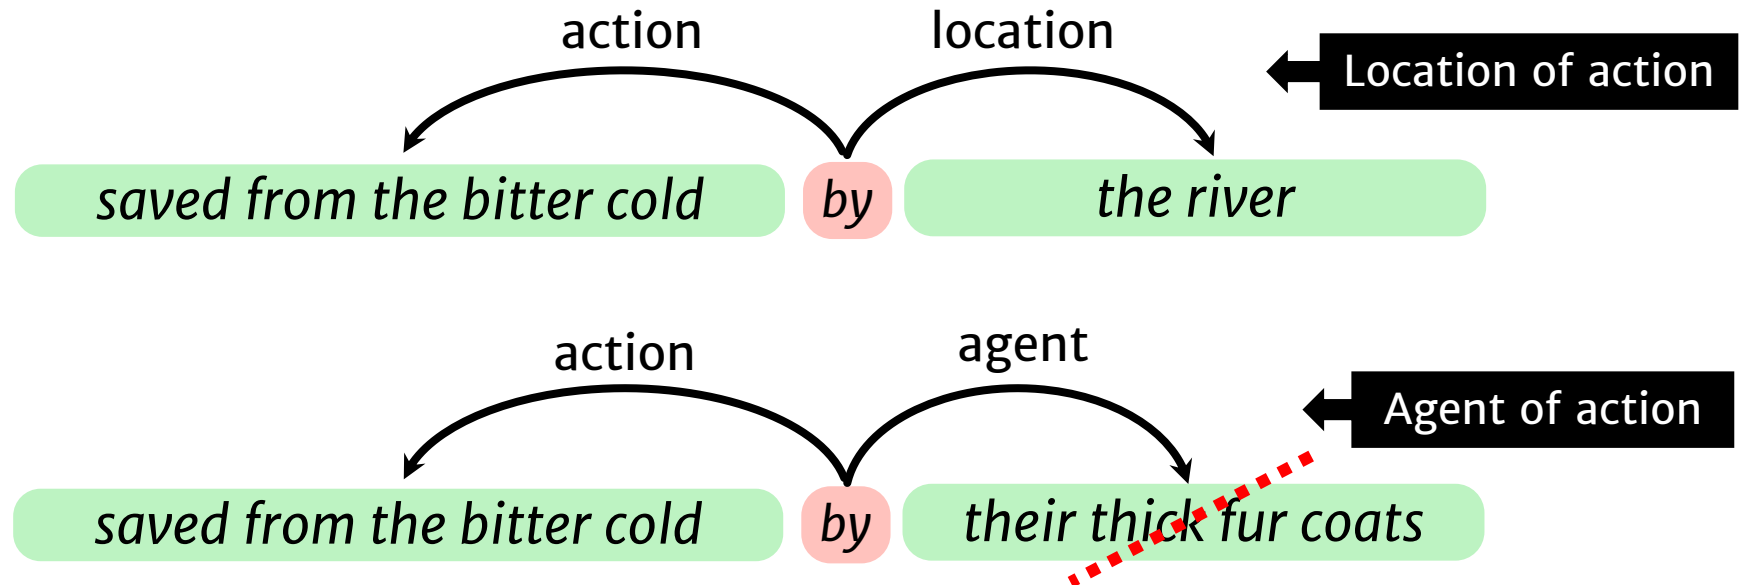 action location
Location of action
saved from the bitter cold by the river
action agent
Agent of action
saved from the bitter cold by their thick fur coats